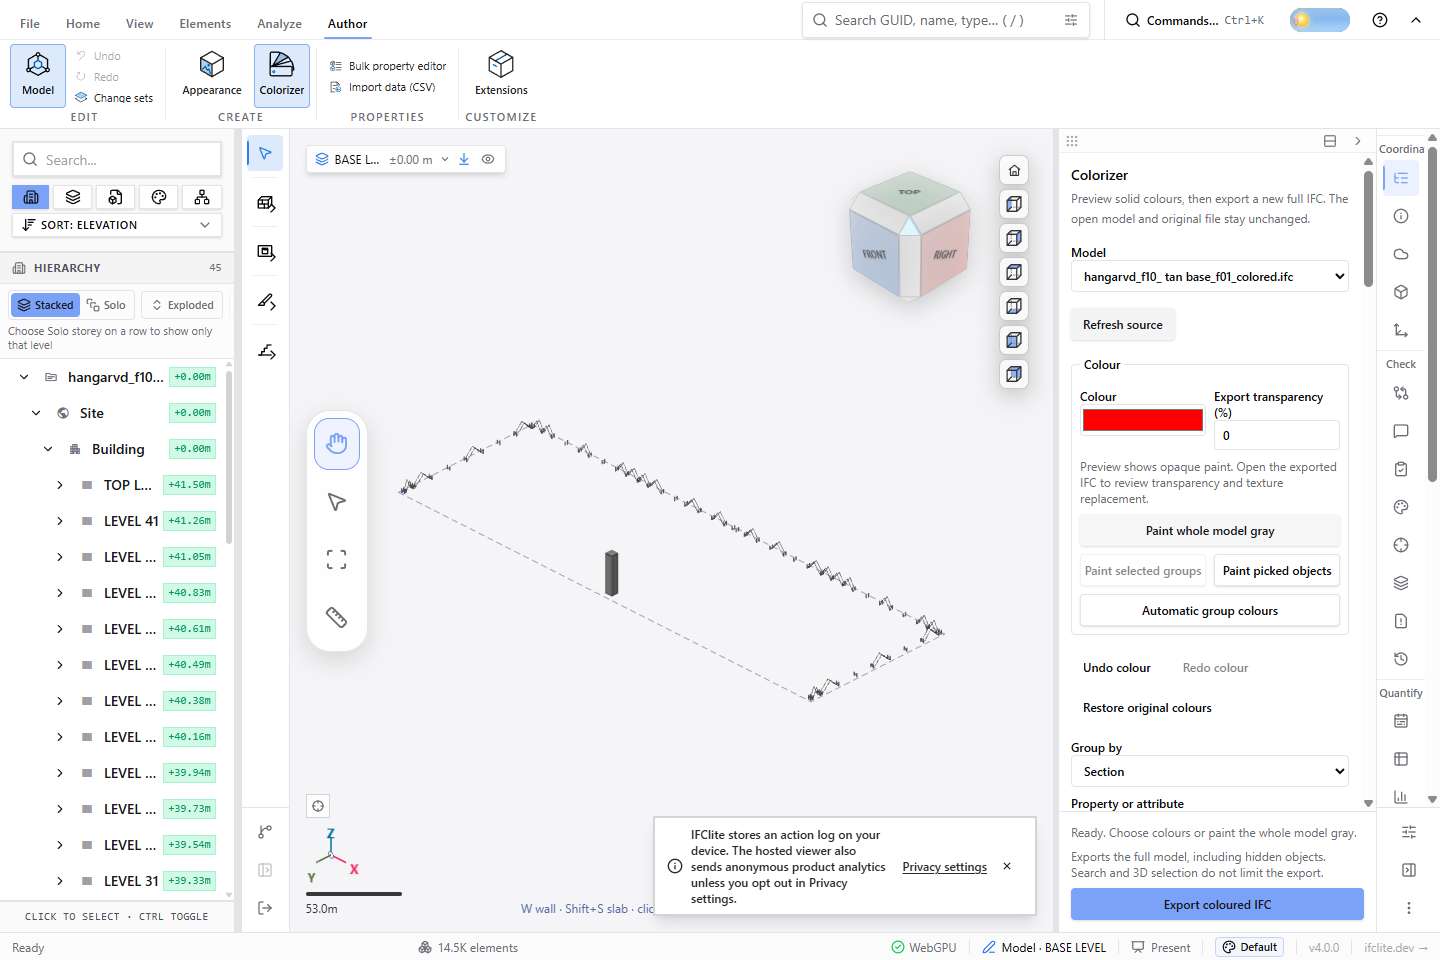 File
Home
View
Elements
Analyze
Author
Search GUID, name, type... ( / )
Commands... Ctrl+K
Model
Undo
Redo
Change sets
EDIT
Appearance
Colorizer
CREATE
Bulk property editor
Import data (CSV)
PROPERTIES
Extensions
CUSTOMIZE
Search...
SORT: ELEVATION
HIERARCHY 45
Stacked
Solo
Exploded
Choose Solo storey on a row to show only
that level
hangarvd_f10... +0.00m
Site +0.00m
Building +0.00m
TOP L... +41.50m
LEVEL 41 +41.26m
LEVEL ... +41.05m
LEVEL ... +40.83m
LEVEL ... +40.61m
LEVEL ... +40.49m
LEVEL ... +40.38m
LEVEL ... +40.16m
LEVEL ... +39.94m
LEVEL ... +39.73m
LEVEL ... +39.54m
LEVEL 31 +39.33m
CLICK TO SELECT · CTRL TOGGLE
BASE L... ±0.00 m
TOP
FRONT
RIGHT
Z
X
Y
53.0m
W wall · Shift+S slab · clic
IFClite stores an action log on your
device. The hosted viewer also
sends anonymous product analytics
unless you opt out in Privacy
settings.
Privacy settings
Colorizer
Preview solid colours, then export a new full IFC. The
open model and original file stay unchanged.
Model
hangarvd_f10_ tan base_f01_colored.ifc
Refresh source
Colour
Colour
Export transparency
(%)
0
Preview shows opaque paint. Open the exported
IFC to review transparency and texture
replacement.
Paint whole model gray
Paint selected groups
Paint picked objects
Automatic group colours
Undo colour
Redo colour
Restore original colours
Group by
Section
Property or attribute
Ready. Choose colours or paint the whole model gray.
Exports the full model, including hidden objects.
Search and 3D selection do not limit the export.
Export coloured IFC
Coordina
Check
Quantify
Ready
14.5K elements
WebGPU
Model · BASE LEVEL
Present
Default
v4.0.0
ifclite.dev →